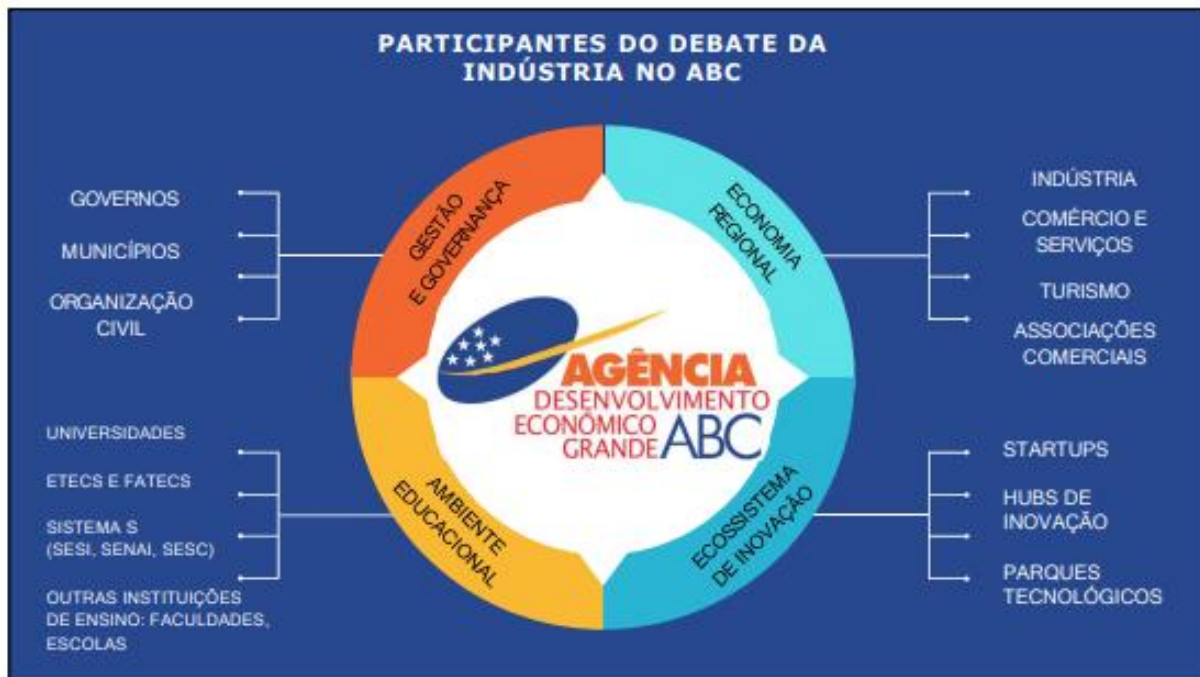 PARTICIPANTES DO DEBATE DA
INDÚSTRIA NO ABC
GOVERNOS
MUNICÍPIOS
ORGANIZAÇÃO
CIVIL
GESTÃO
E GOVERNANÇA
ECONOMIA
REGIONAL
INDÚSTRIA
COMÉRCIO E
SERVIÇOS
TURISMO
ASSOCIAÇÕES
COMERCIAIS
AGÊNCIA
DESENVOLVIMENTO
ECONÔMICO
GRANDE ABC
UNIVERSIDADES
ETECS E FATECS
SISTEMA S
(SESI, SENAI, SESC)
OUTRAS INSTITUIÇÕES
DE ENSINO: FACULDADES,
ESCOLAS
AMBIENTE
EDUCACIONAL
ECOSSISTEMA
DE INOVAÇÃO
STARTUPS
HUBS DE
INOVAÇÃO
PARQUES
TECNOLÓGICOS